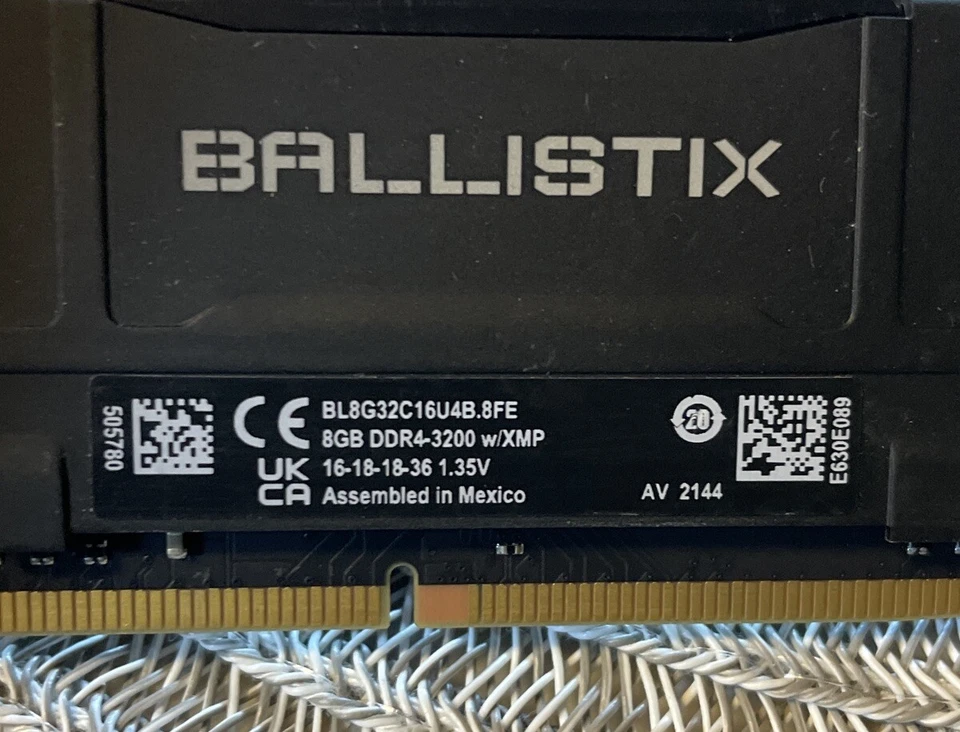 BALLISTIX
505780
CE
UK
CA
BL8G32C16U4B.8FE
8GB DDR4-3200 w/XMP
16-18-18-36 1.35V
Assembled in Mexico
20
AV 2144
E630E089